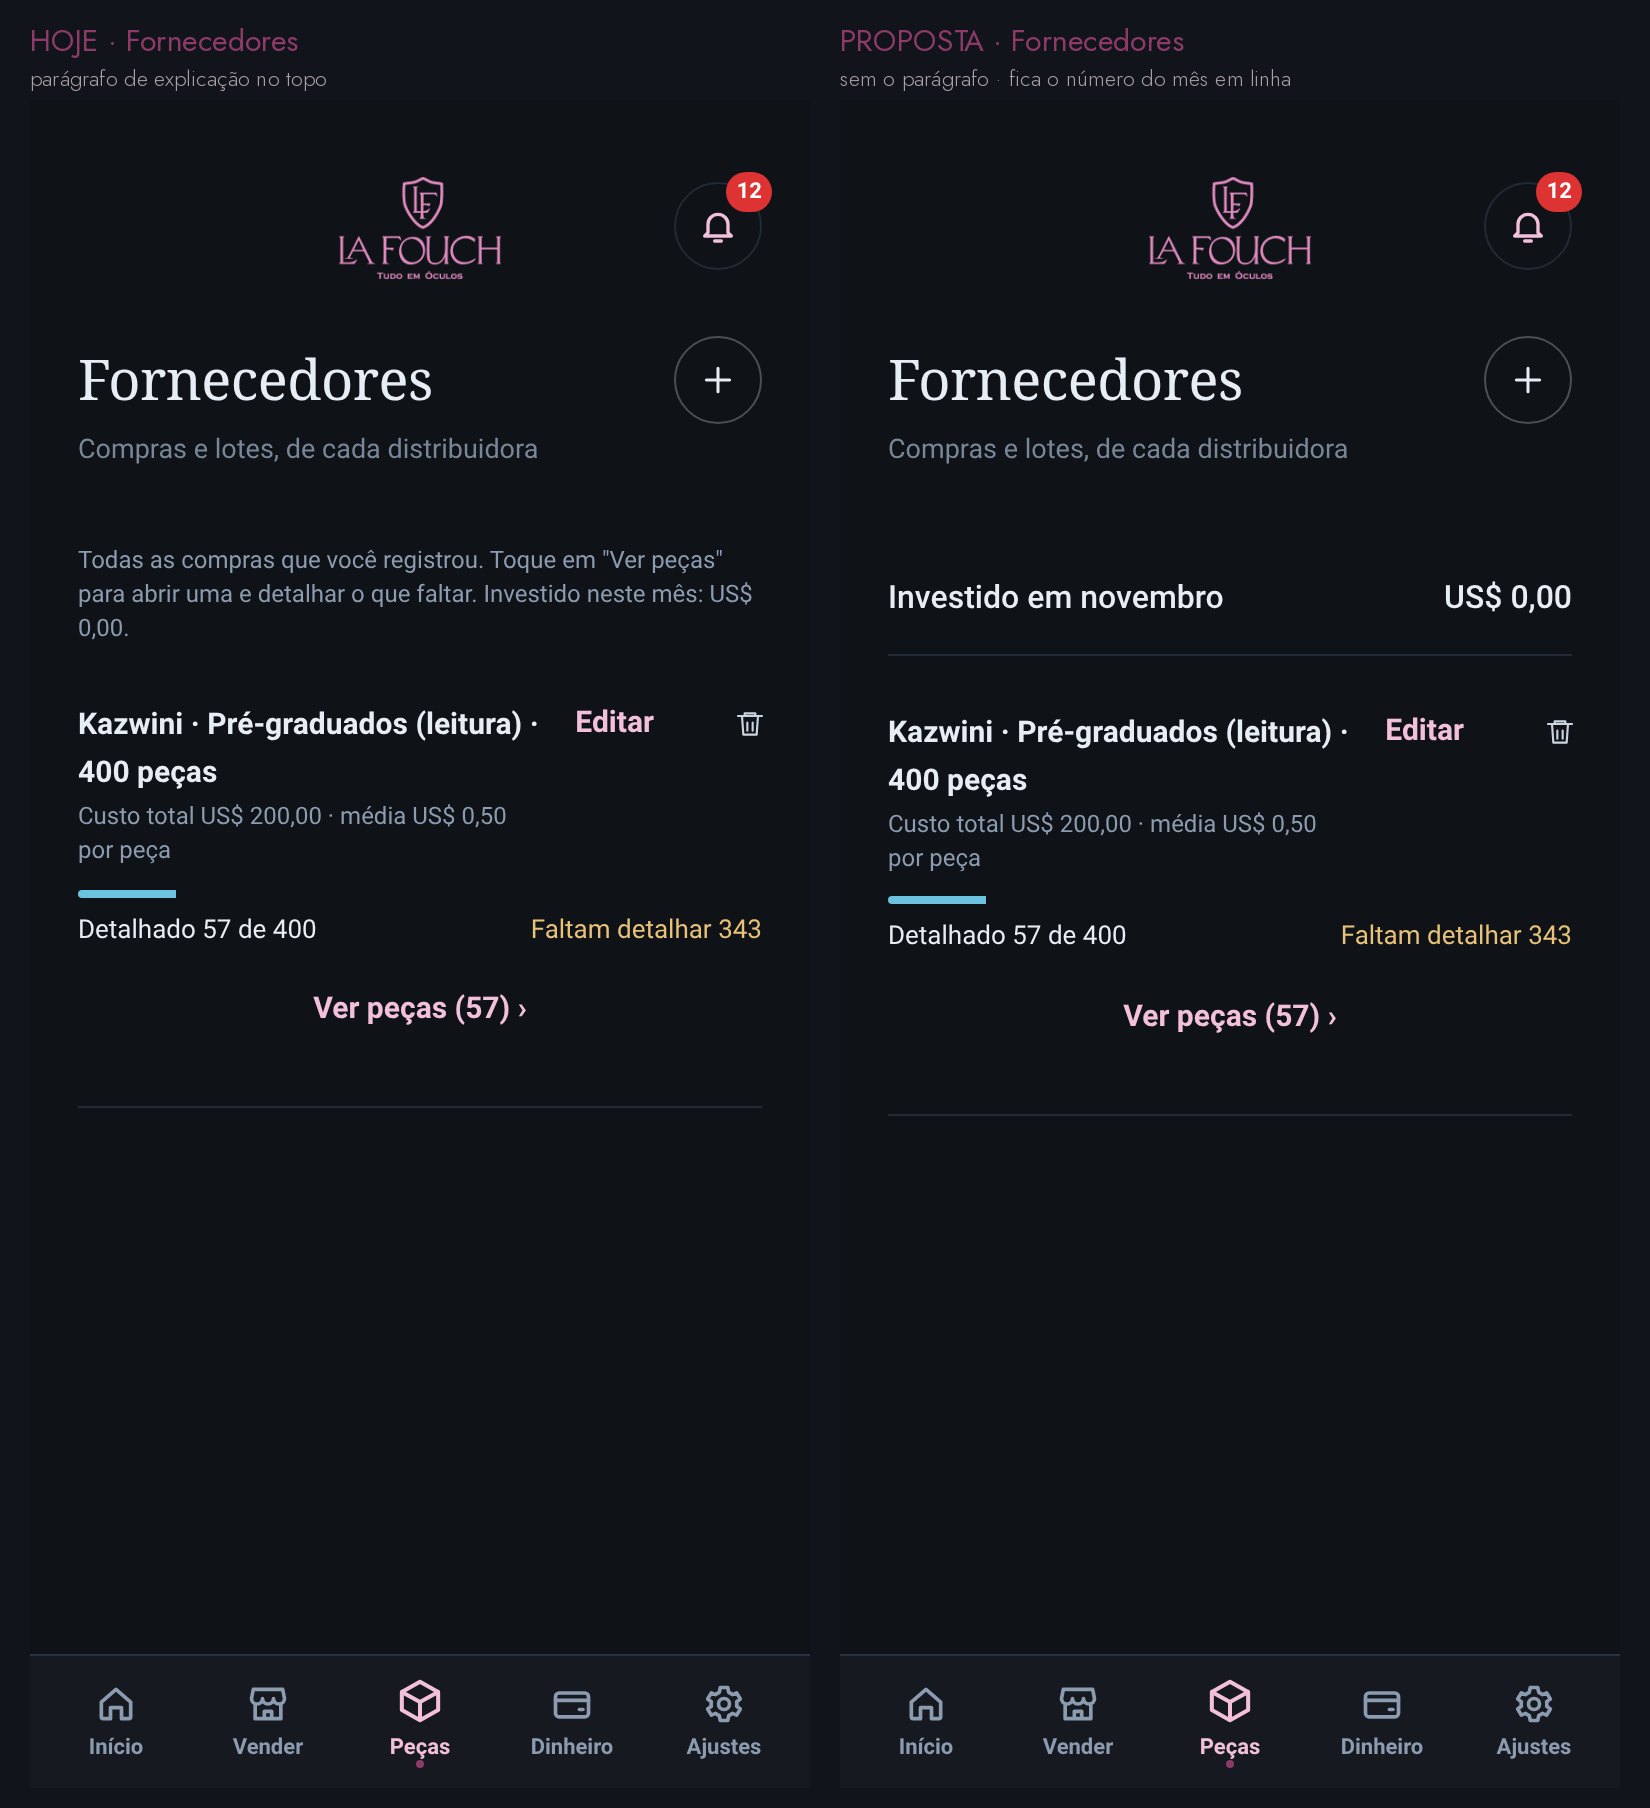 HOJE · Fornecedores
parágrafo de explicação no topo
LF
LA FOUCH
TUDO EM ÓCULOS
12
Fornecedores
Compras e lotes, de cada distribuidora
Todas as compras que você registrou. Toque em "Ver peças"
para abrir uma e detalhar o que faltar. Investido neste mês: US$
0,00.
Kazwini · Pré-graduados (leitura) ·
400 peças
Editar
Custo total US$ 200,00 · média US$ 0,50
por peça
Detalhado 57 de 400
Faltam detalhar 343
Ver peças (57) ›
Início
Vender
Peças
Dinheiro
Ajustes
PROPOSTA · Fornecedores
sem o parágrafo · fica o número do mês em linha
LF
LA FOUCH
TUDO EM ÓCULOS
12
Fornecedores
Compras e lotes, de cada distribuidora
Investido em novembro
US$ 0,00
Kazwini · Pré-graduados (leitura) ·
400 peças
Editar
Custo total US$ 200,00 · média US$ 0,50
por peça
Detalhado 57 de 400
Faltam detalhar 343
Ver peças (57) ›
Início
Vender
Peças
Dinheiro
Ajustes